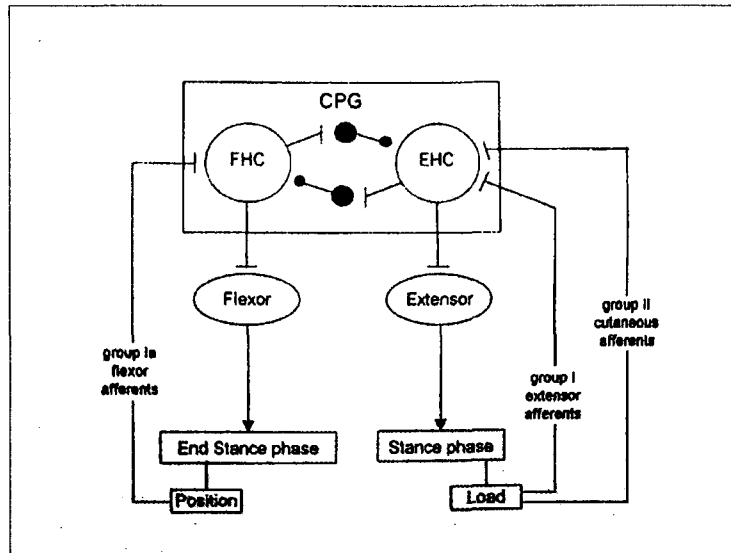 CPG
FHC
EHC
Flexor
Extensor
group Ia
flexor
afferents
group I
extensor
afferents
group II
cutaneous
afferents
End Stance phase
Stance phase
Position
Load